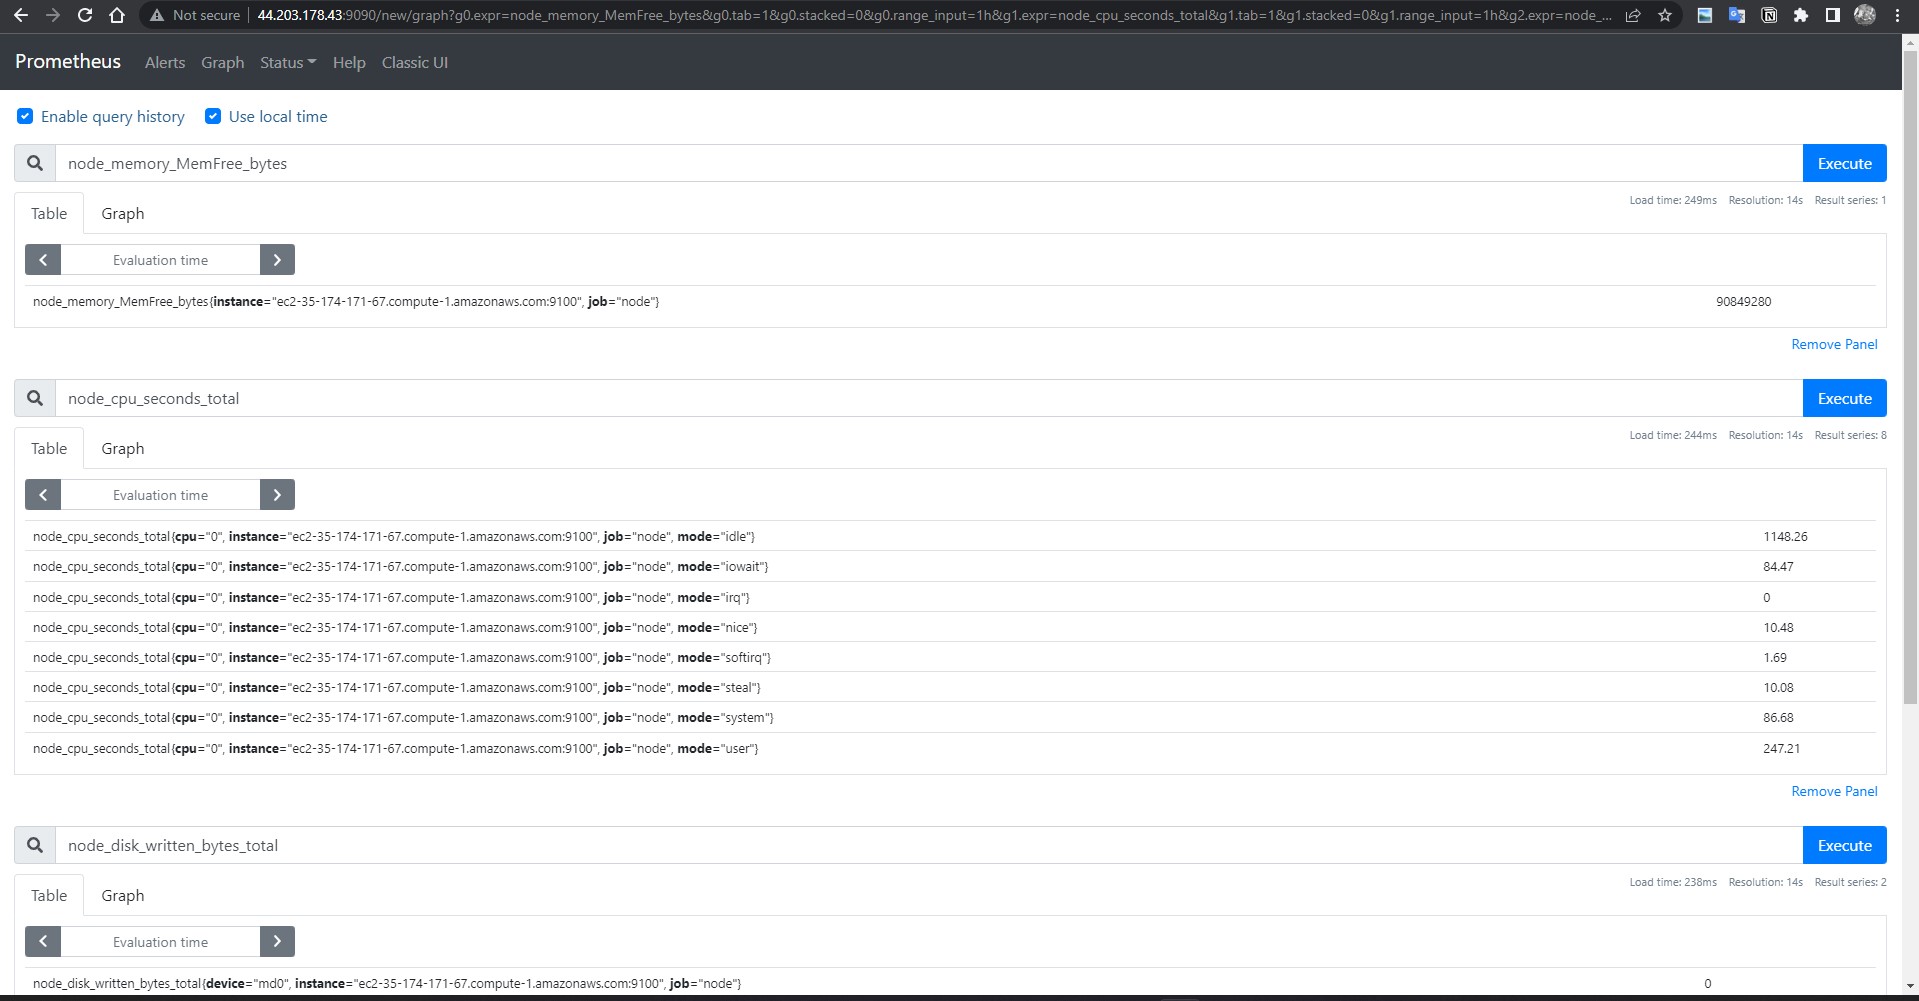 Not secure 44.203.178.43:9090/new/graph?g0.expr=node_memory_MemFree_bytes&g0.tab=1&g0.stacked=0&g0.range_input=1h&g1.expr=node_cpu_seconds_total&g1.tab=1&g1.stacked=0&g1.range_input=1h&g2.expr=node_...
Prometheus Alerts Graph Status Help Classic UI
Enable query history Use local time
node_memory_MemFree_bytes Execute
Table Graph Load time: 249ms Resolution: 14s Result series: 1
Evaluation time
node_memory_MemFree_bytes{instance="ec2-35-174-171-67.compute-1.amazonaws.com:9100", job="node"} 90849280
Remove Panel
node_cpu_seconds_total Execute
Table Graph Load time: 244ms Resolution: 14s Result series: 8
Evaluation time
node_cpu_seconds_total{cpu="0", instance="ec2-35-174-171-67.compute-1.amazonaws.com:9100", job="node", mode="idle"} 1148.26
node_cpu_seconds_total{cpu="0", instance="ec2-35-174-171-67.compute-1.amazonaws.com:9100", job="node", mode="iowait"} 84.47
node_cpu_seconds_total{cpu="0", instance="ec2-35-174-171-67.compute-1.amazonaws.com:9100", job="node", mode="irq"} 0
node_cpu_seconds_total{cpu="0", instance="ec2-35-174-171-67.compute-1.amazonaws.com:9100", job="node", mode="nice"} 10.48
node_cpu_seconds_total{cpu="0", instance="ec2-35-174-171-67.compute-1.amazonaws.com:9100", job="node", mode="softirq"} 1.69
node_cpu_seconds_total{cpu="0", instance="ec2-35-174-171-67.compute-1.amazonaws.com:9100", job="node", mode="steal"} 10.08
node_cpu_seconds_total{cpu="0", instance="ec2-35-174-171-67.compute-1.amazonaws.com:9100", job="node", mode="system"} 86.68
node_cpu_seconds_total{cpu="0", instance="ec2-35-174-171-67.compute-1.amazonaws.com:9100", job="node", mode="user"} 247.21
Remove Panel
node_disk_written_bytes_total Execute
Table Graph Load time: 238ms Resolution: 14s Result series: 2
Evaluation time
node_disk_written_bytes_total{device="md0", instance="ec2-35-174-171-67.compute-1.amazonaws.com:9100", job="node"} 0